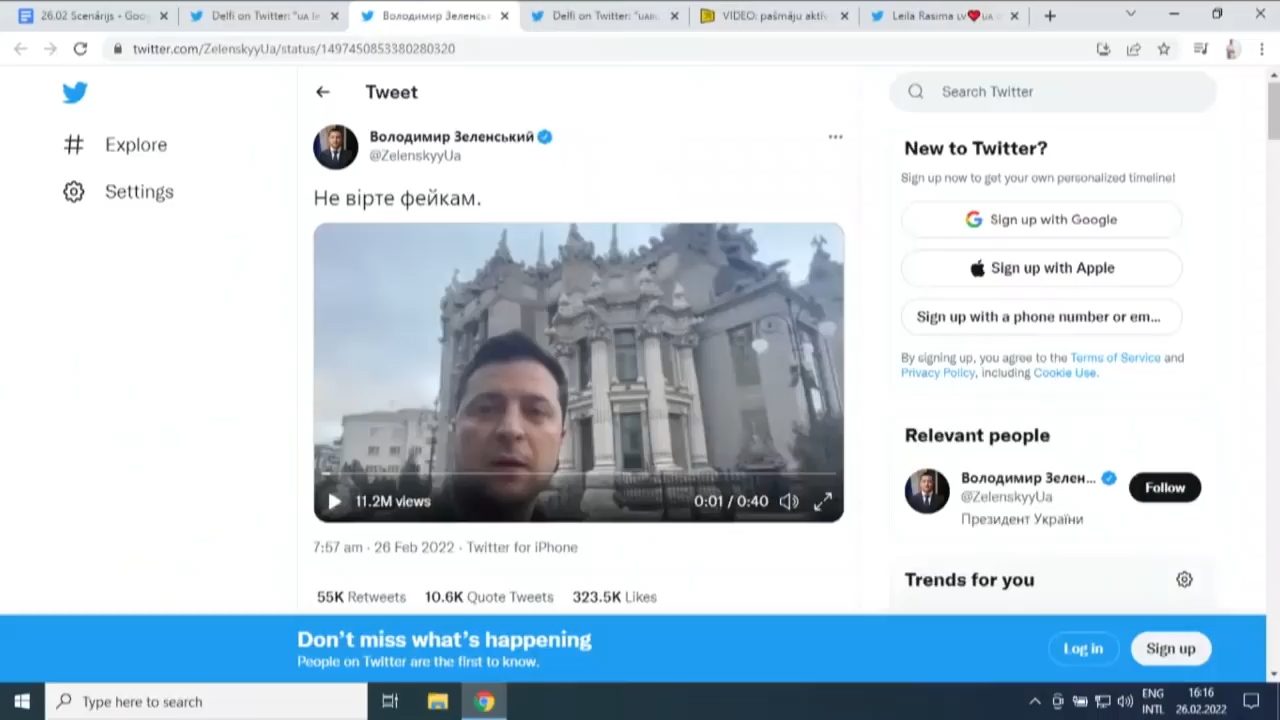 26.02 Scenārijs - Goo
Delfi on Twitter: "UA
Володимир Зеленськ
Delfi on Twitter: "UA
VIDEO: pašmāju aktiv
Leila Rasima LV❤️UA
twitter.com/ZelenskyyUa/status/1497450853380280320
Explore
Settings
Tweet
Володимир Зеленський
@ZelenskyyUa
Не вірте фейкам.
11.2M views
0:01 / 0:40
7:57 am · 26 Feb 2022 · Twitter for iPhone
55K Retweets 10.6K Quote Tweets 323.5K Likes
Search Twitter
New to Twitter?
Sign up now to get your own personalized timeline!
Sign up with Google
Sign up with Apple
Sign up with a phone number or em...
By signing up, you agree to the Terms of Service and
Privacy Policy, including Cookie Use.
Relevant people
Володимир Зелен...
@ZelenskyyUa
Follow
Президент України
Trends for you
Don't miss what's happening
People on Twitter are the first to know.
Log in
Sign up
Type here to search
ENG
INTL
16:16
26.02.2022